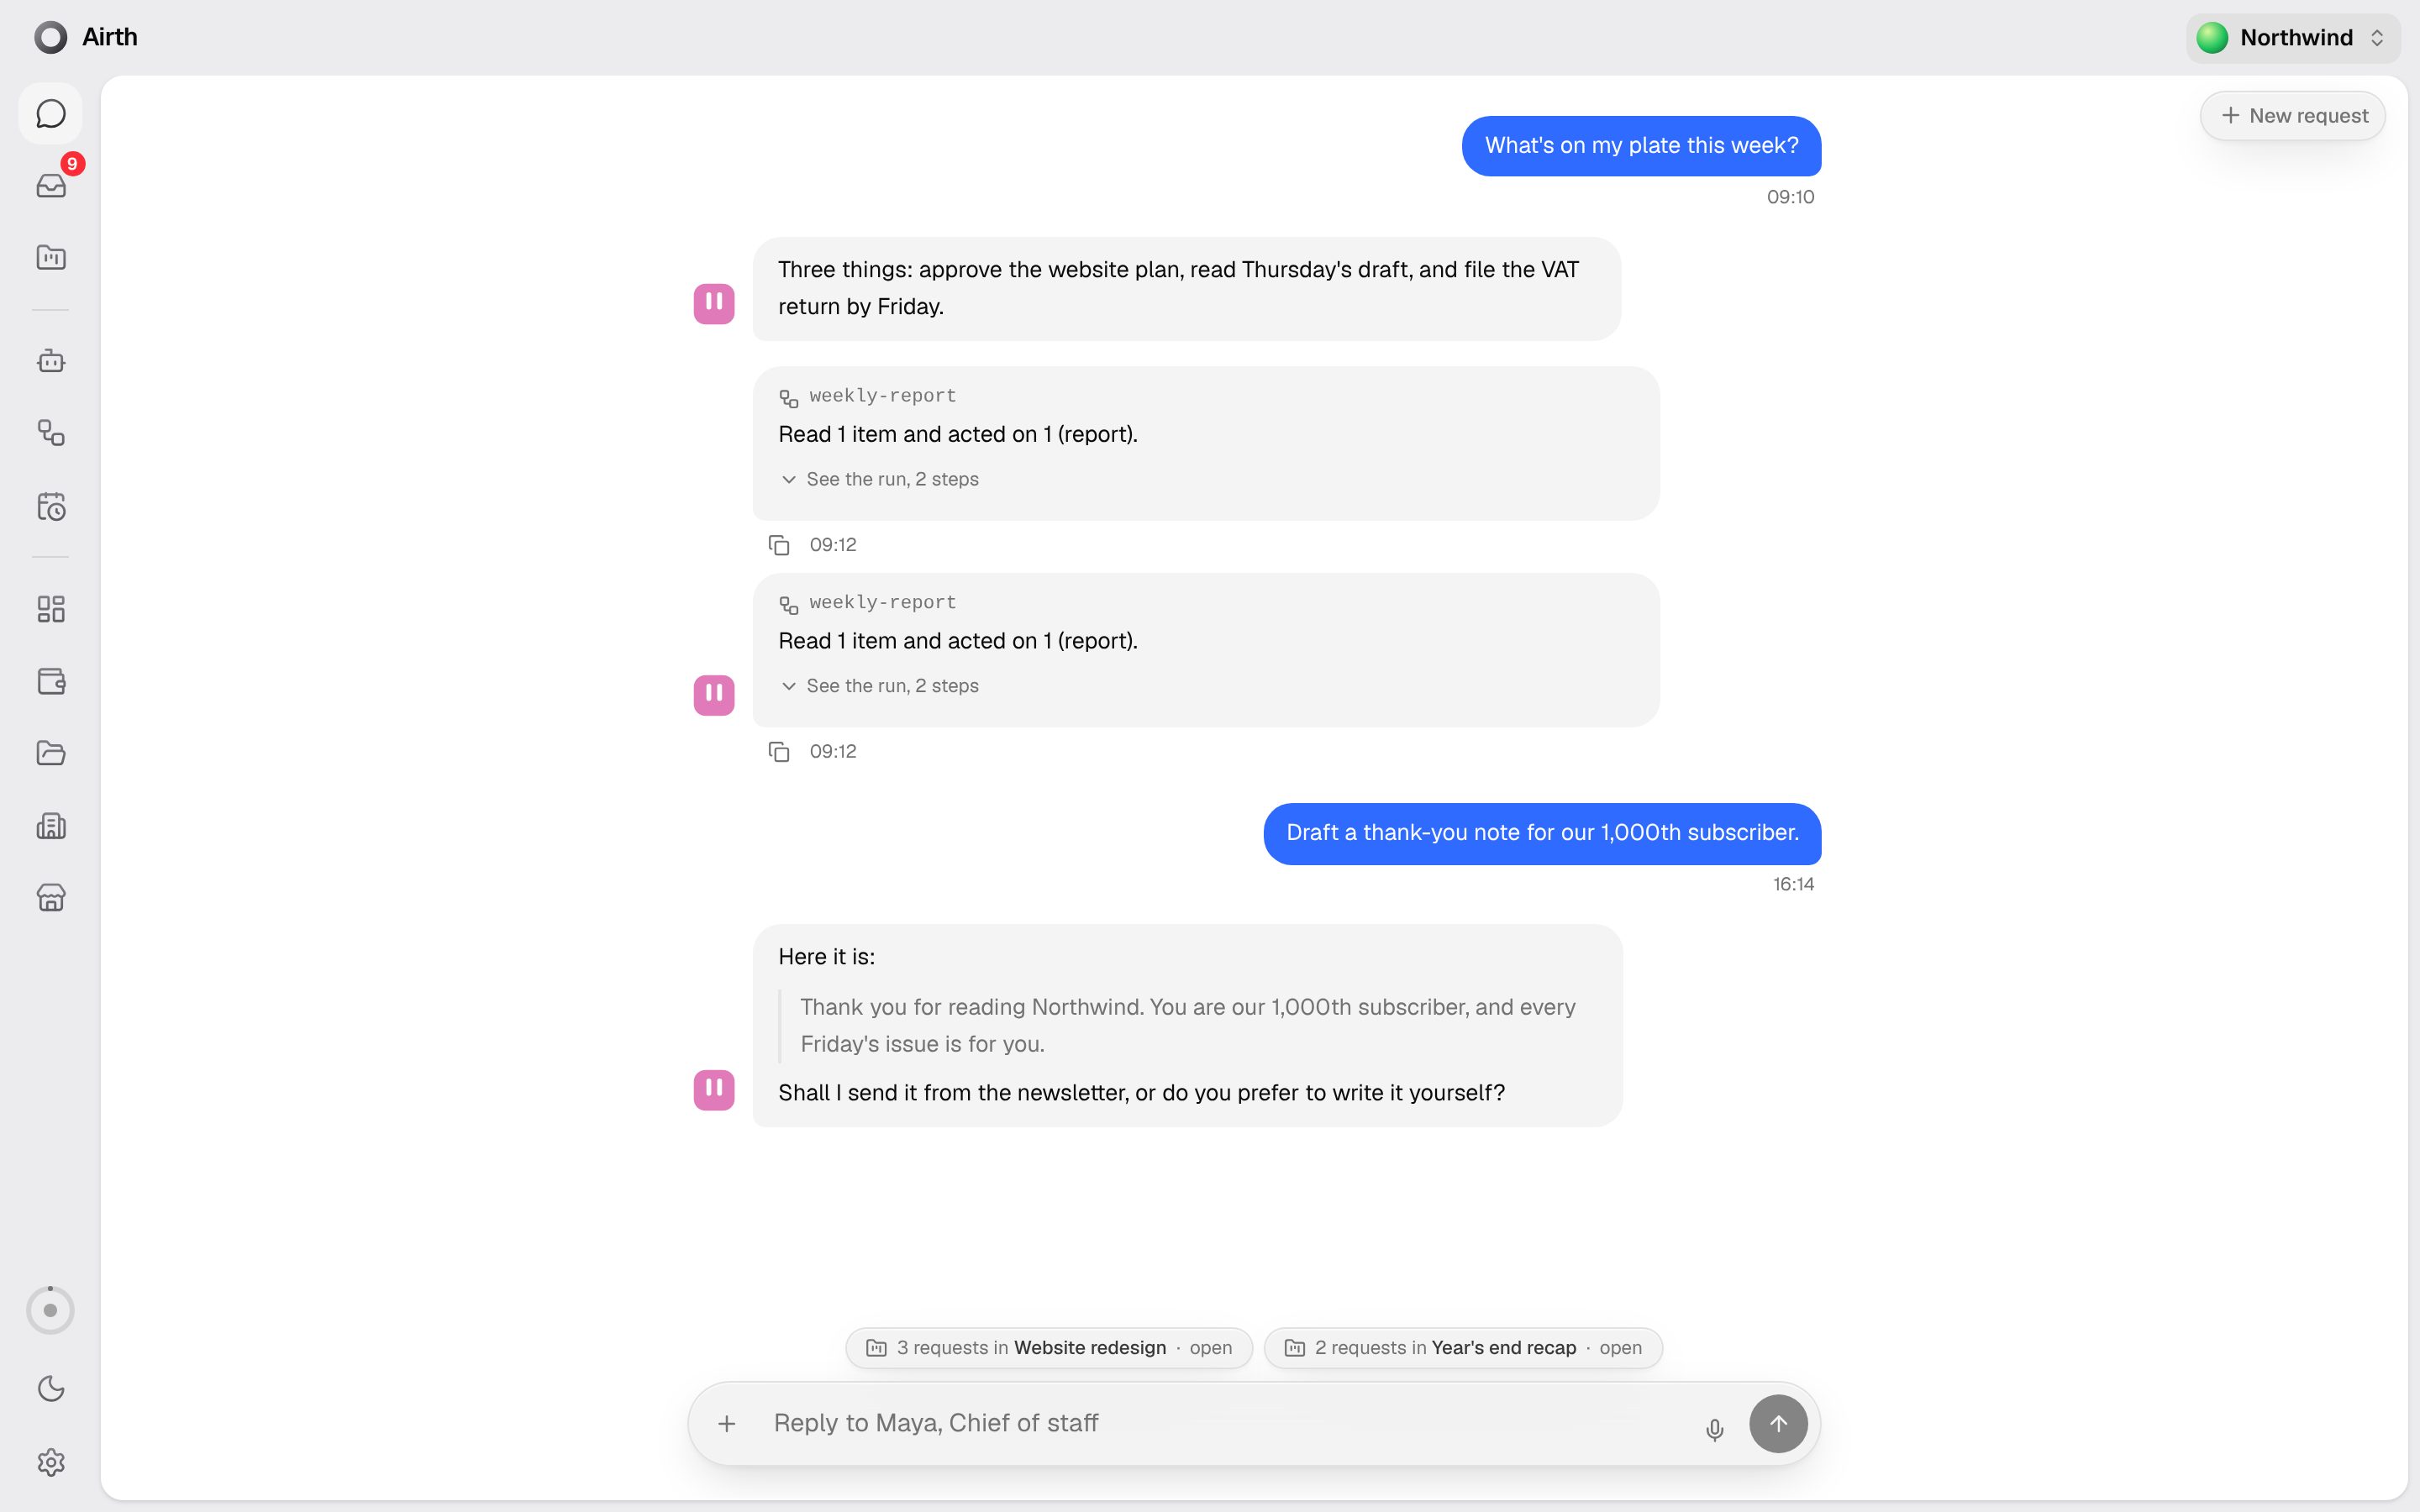 Airth
Northwind
9
New request
What's on my plate this week?
09:10
Three things: approve the website plan, read Thursday's draft, and file the VAT
return by Friday.
weekly-report
Read 1 item and acted on 1 (report).
See the run, 2 steps
09:12
weekly-report
Read 1 item and acted on 1 (report).
See the run, 2 steps
09:12
Draft a thank-you note for our 1,000th subscriber.
16:14
Here it is:
Thank you for reading Northwind. You are our 1,000th subscriber, and every
Friday's issue is for you.
Shall I send it from the newsletter, or do you prefer to write it yourself?
3 requests in Website redesign · open
2 requests in Year's end recap · open
Reply to Maya, Chief of staff